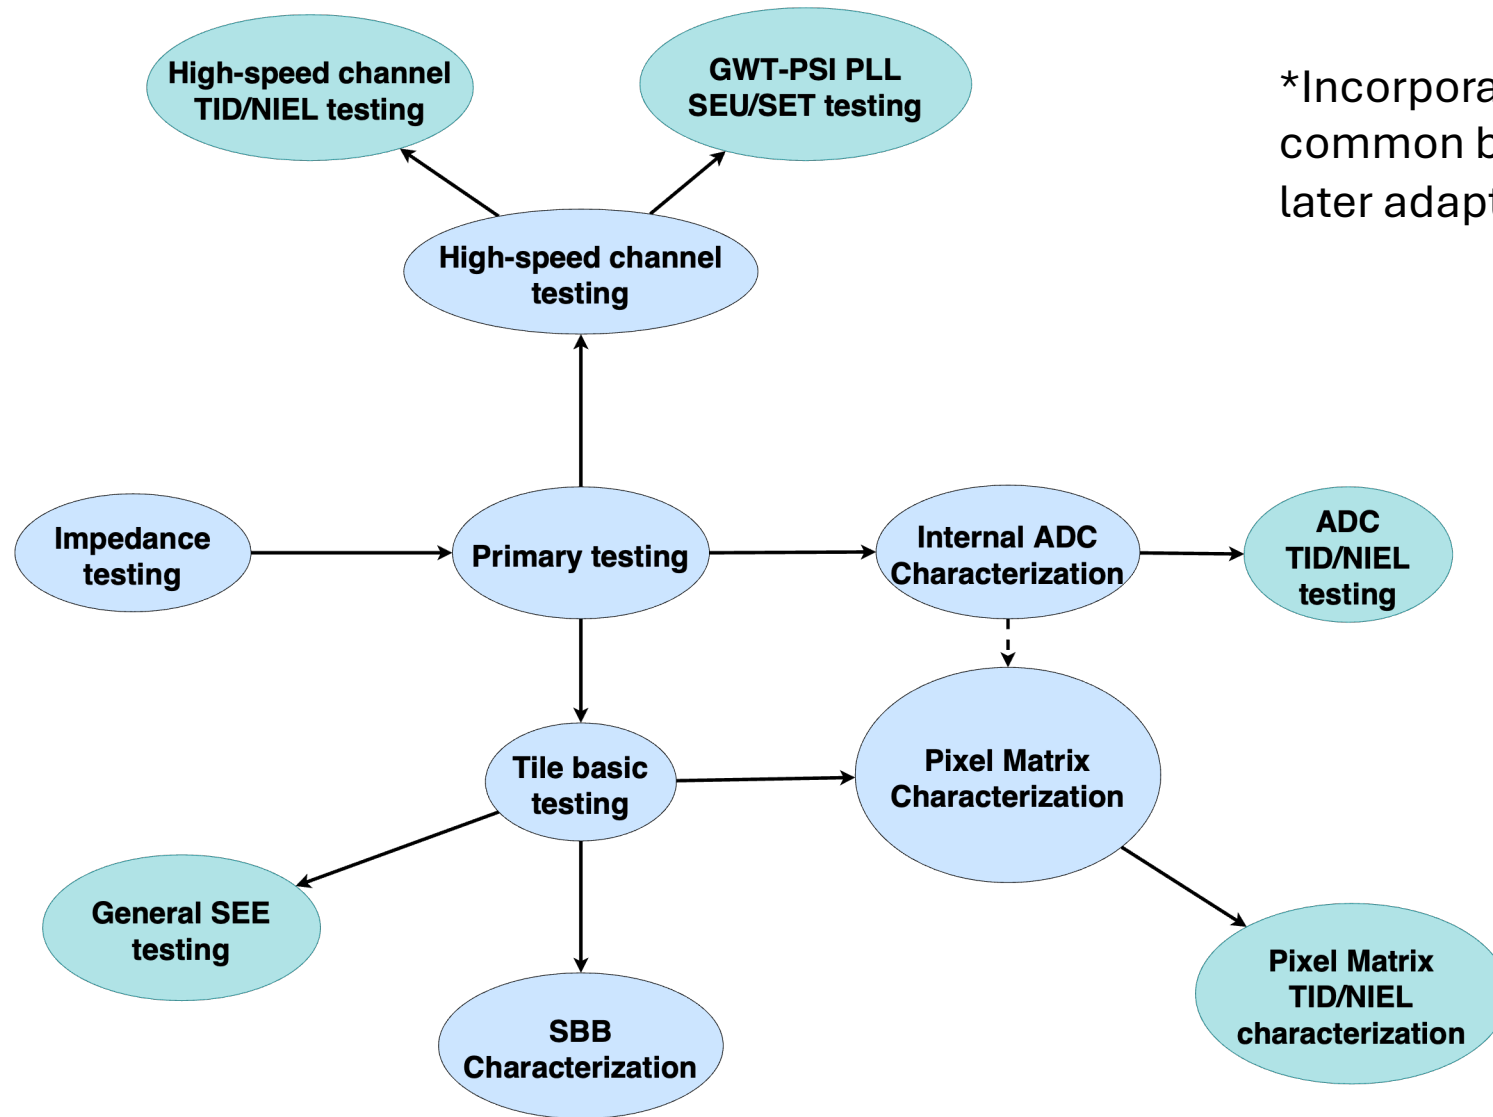 High-speed channel
TID/NIEL testing
GWT-PSI PLL
SEU/SET testing
common
later
High-speed channel
testing
Impedance
testing
Primary testing
Internal ADC
Characterization
ADC
TID/NIEL
testing
Tile basic
testing
Pixel Matrix
Characterization
General SEE
testing
SBB
Characterization
Pixel Matrix
TID/NIEL
characterization